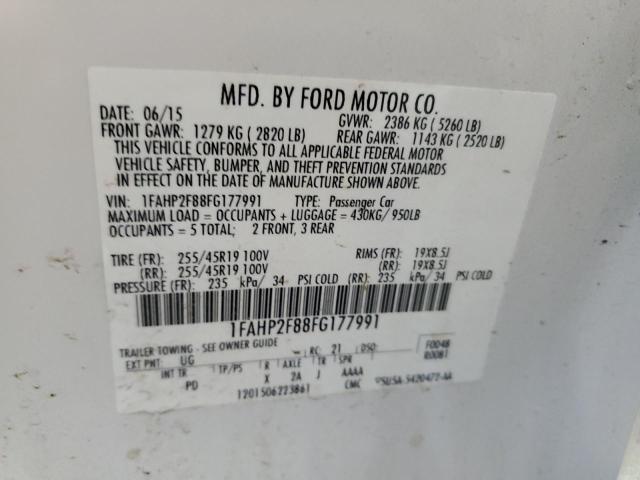 MFD. BY FORD MOTOR CO.
DATE: 06/15 GVWR: 2386 KG ( 5260 LB)
FRONT GAWR: 1279 KG ( 2820 LB) REAR GAWR: 1143 KG ( 2520 LB)
THIS VEHICLE CONFORMS TO ALL APPLICABLE FEDERAL MOTOR
VEHICLE SAFETY, BUMPER, AND THEFT PREVENTION STANDARDS
IN EFFECT ON THE DATE OF MANUFACTURE SHOWN ABOVE.
VIN: 1FAHP2F88FG177991 TYPE: Passenger Car
MAXIMUM LOAD = OCCUPANTS + LUGGAGE = 430KG/ 950LB
OCCUPANTS = 5 TOTAL; 2 FRONT, 3 REAR
TIRE (FR): 255/45R19 100V RIMS (FR): 19X8.5J
(RR): 255/45R19 100V (RR): 19X8.5J
PRESSURE (FR): 235 kPa/ 34 PSI COLD (RR): 235 kPa/ 34 PSI COLD
1FAHP2F88FG177991
TRAILER TOWING - SEE OWNER GUIDE RC: 21 DSO: F0048
R0081
EXT PNT: UG TP/PS R AXLE TR SPR
PD X 2A J AAAA
1201506223861 CMC